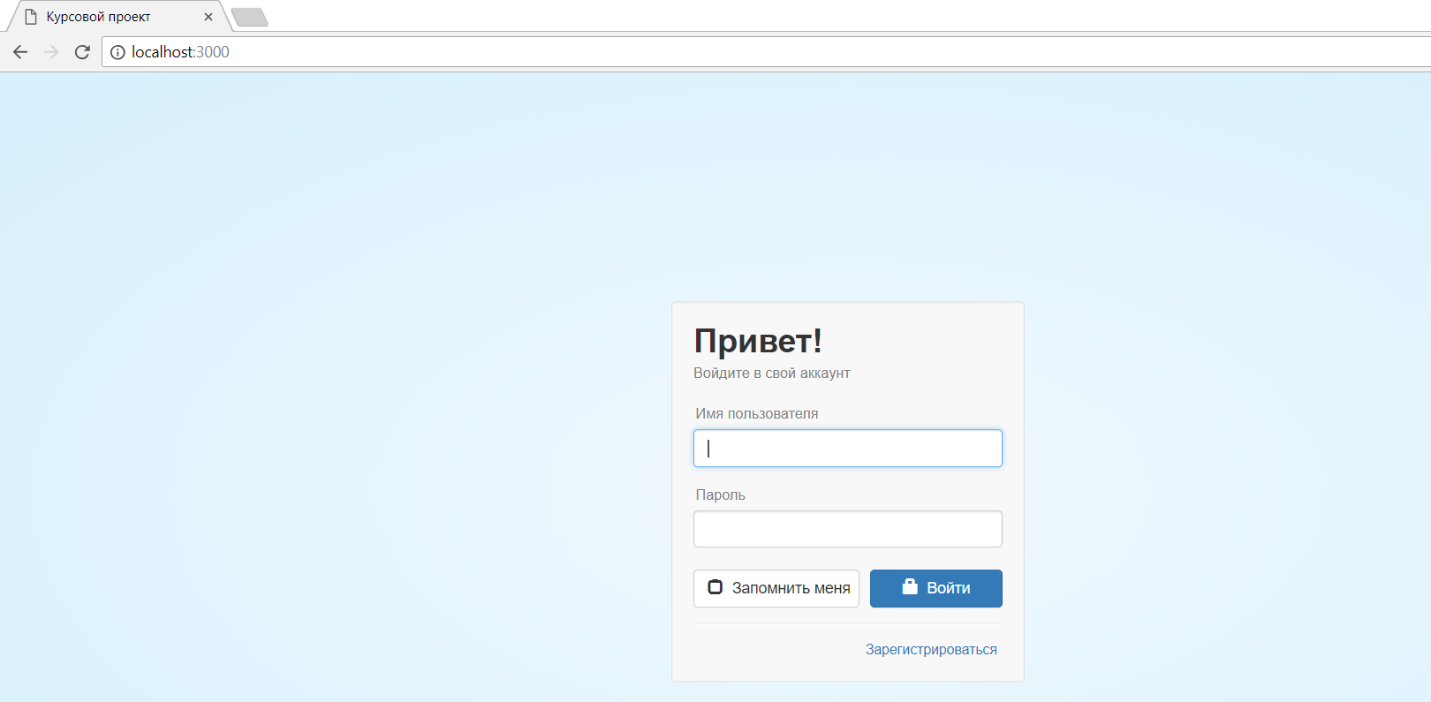 Курсовой проект
localhost:3000
Привет!
Войдите в свой аккаунт
Имя пользователя
Пароль
Запомнить меня
Войти
Зарегистрироваться